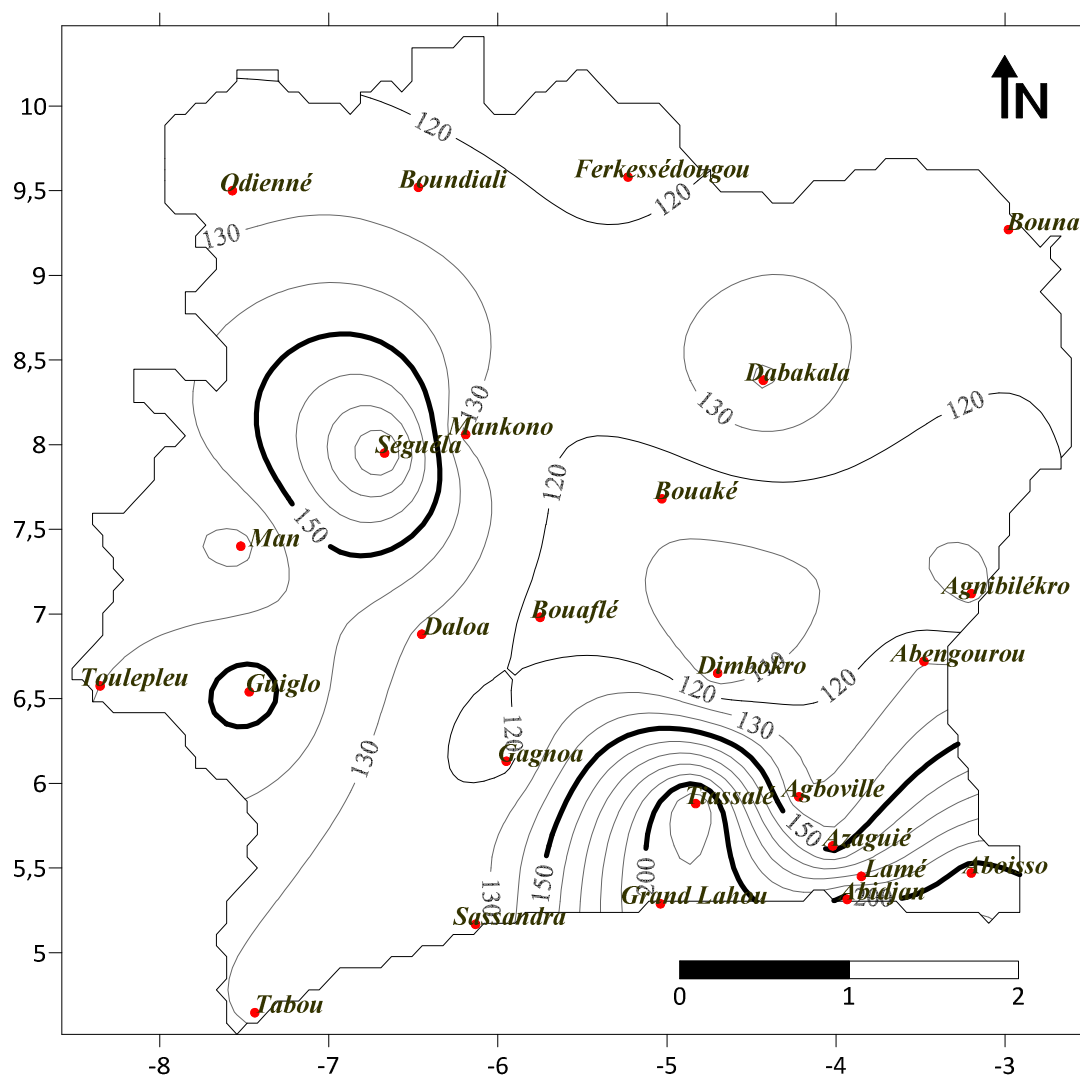 10
N
120
Odienné
Boundiali
Ferkessédougou
9,5
120
Bouna
130
9
8,5
Dabakala
130
130
120
Mankono
8
Séguéla
120
Bouaké
7,5
150
Man
Agnibilékro
7
Bouaflé
Daloa
Abengourou
Toulepleu
Dimbokro
110
Guiglo
120
120
6,5
130
120
Gagnoa
130
6
Agboville
Tiassalé
150
Azaguié
5,5
Lamé
Aboisso
150
200
130
Grand Lahou
Abidjan
200
Sassandra
5
Tabou
0
1
2
-8
-7
-6
-5
-4
-3